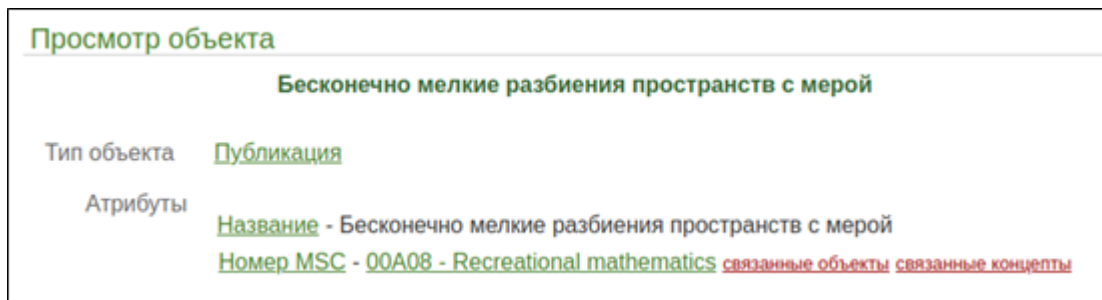 Просмотр объекта
Бесконечно мелкие разбиения пространств с мерой
Тип объекта Публикация
Атрибуты
Название - Бесконечно мелкие разбиения пространств с мерой
Номер MSC - 00A08 - Recreational mathematics связанные объекты связанные концепты